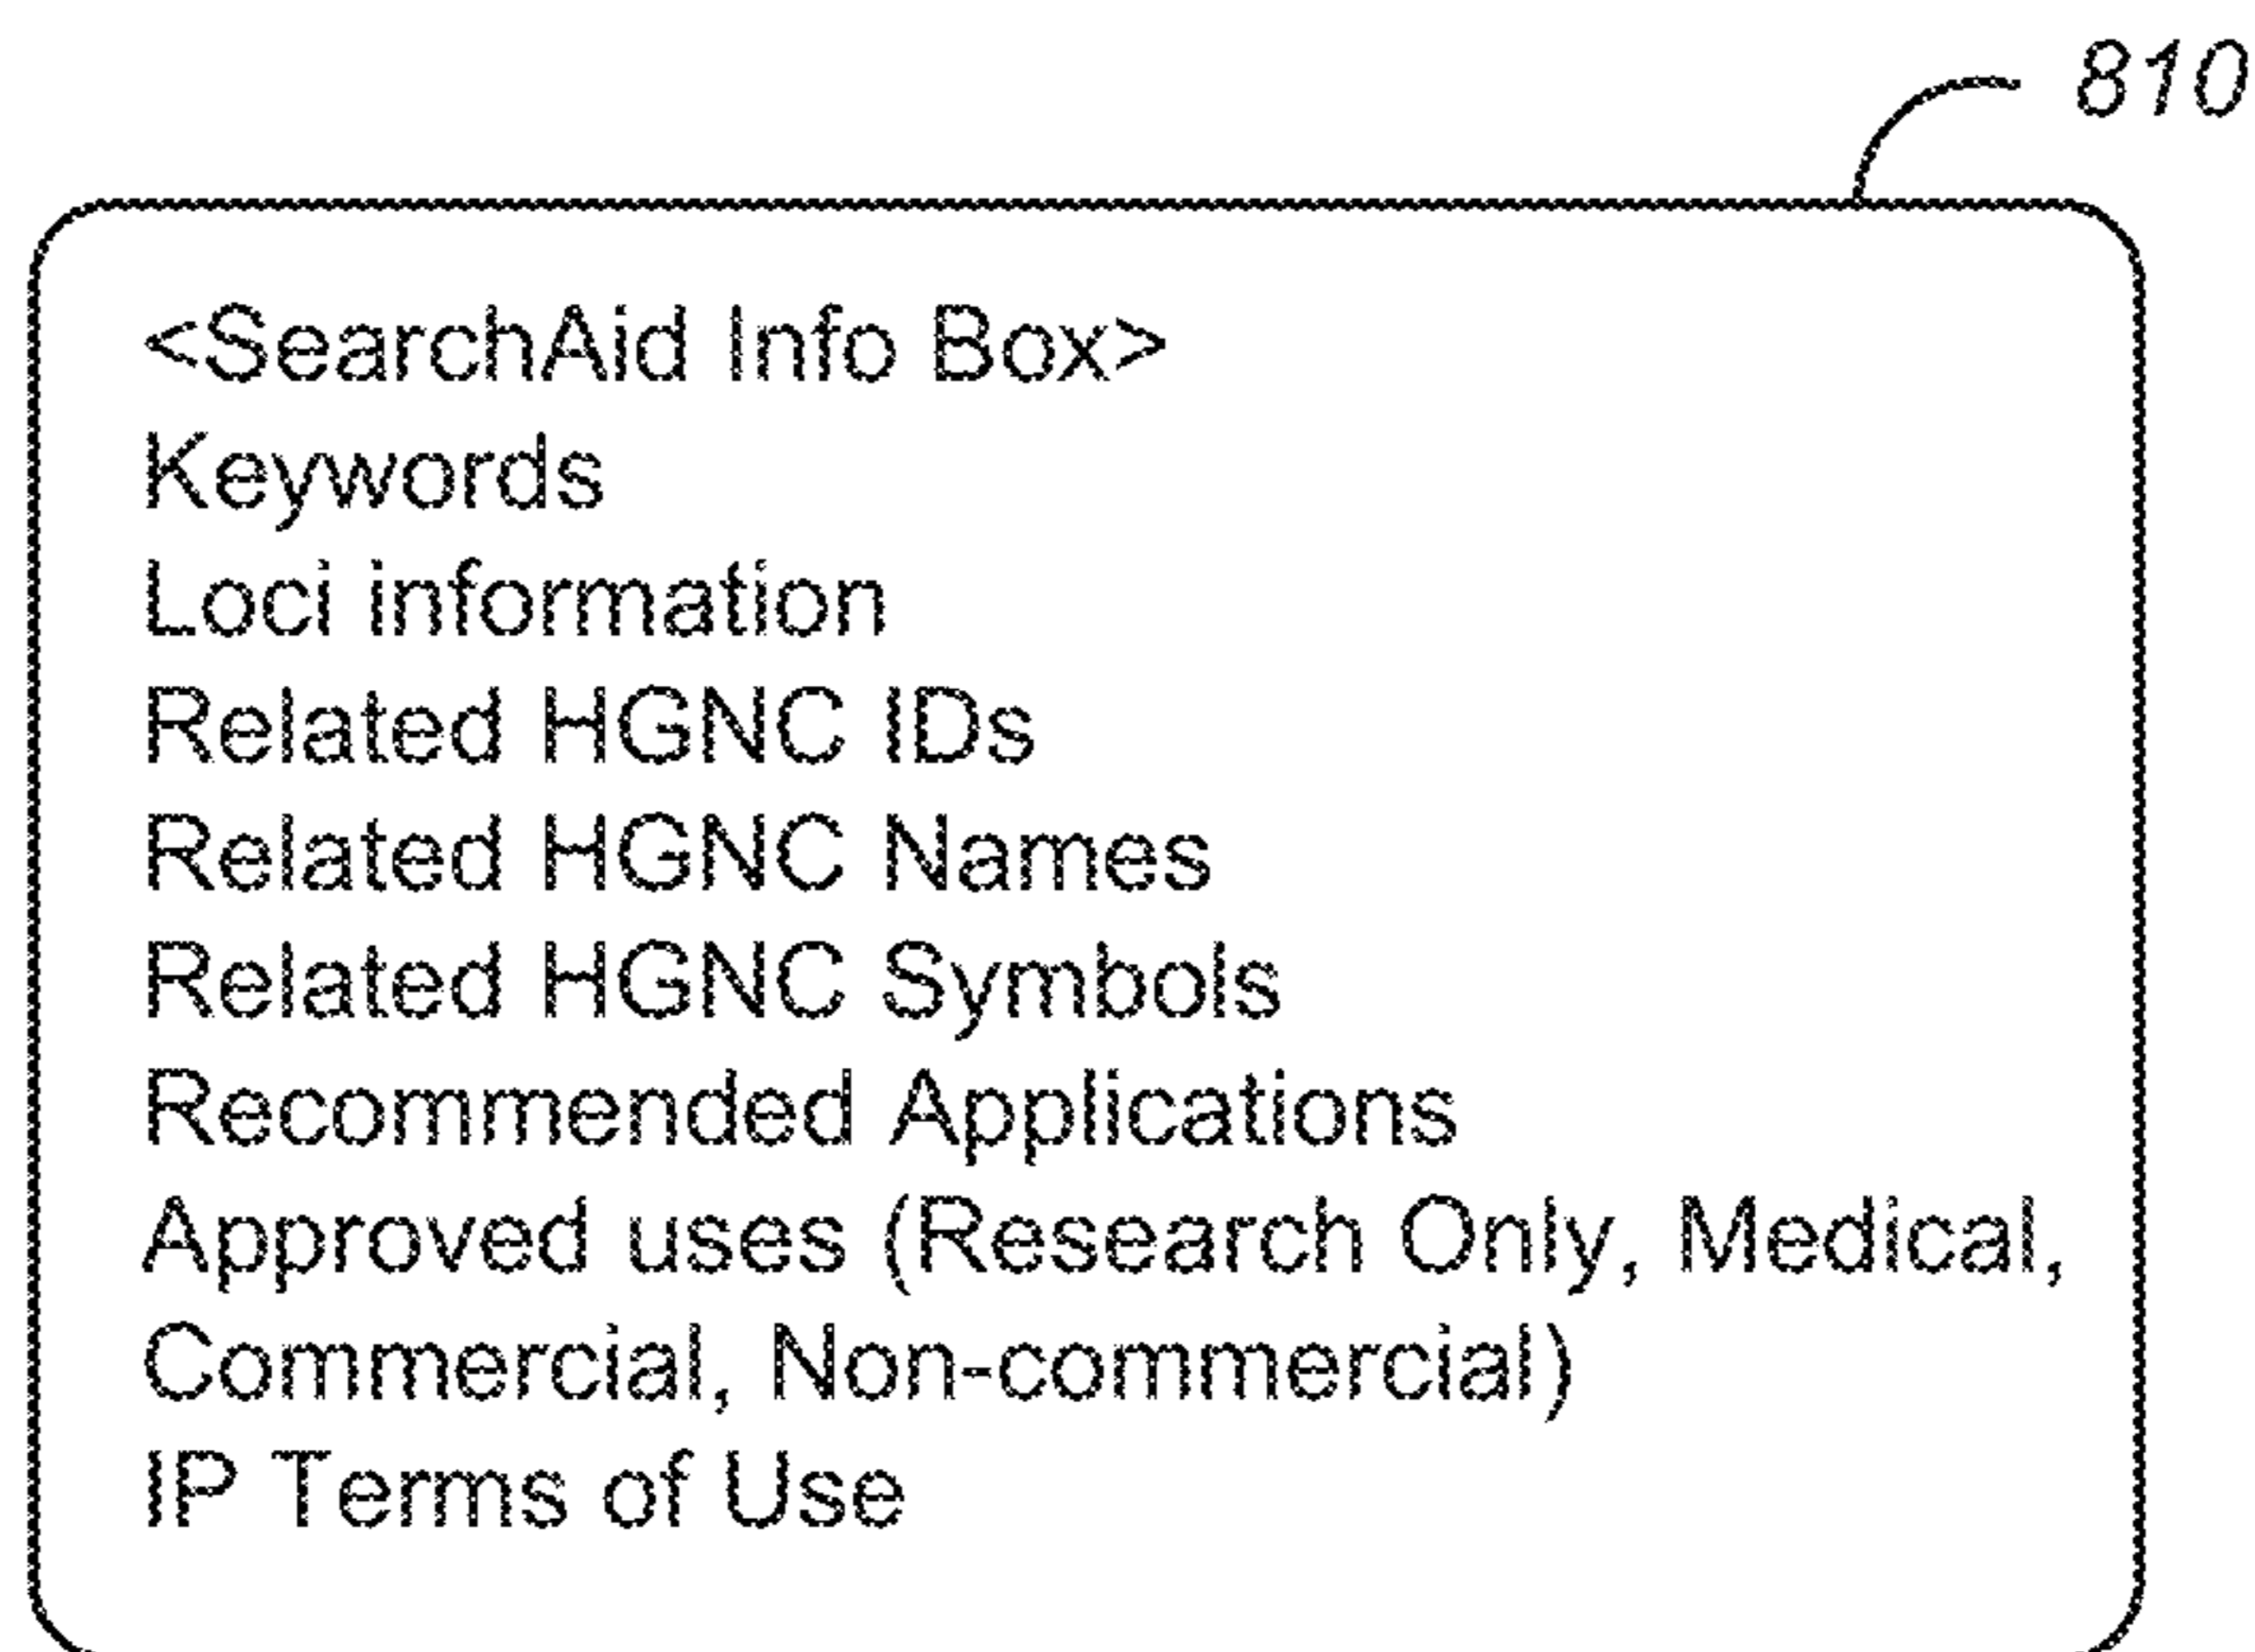 810
<SearchAid Info Box>
Keywords
Loci information
Related HGNC IDs
Related HGNC Names
Related HGNC Symbols
Recommended Applications
Approved uses (Research Only, Medical,
Commercial, Non-commercial)
IP Terms of Use